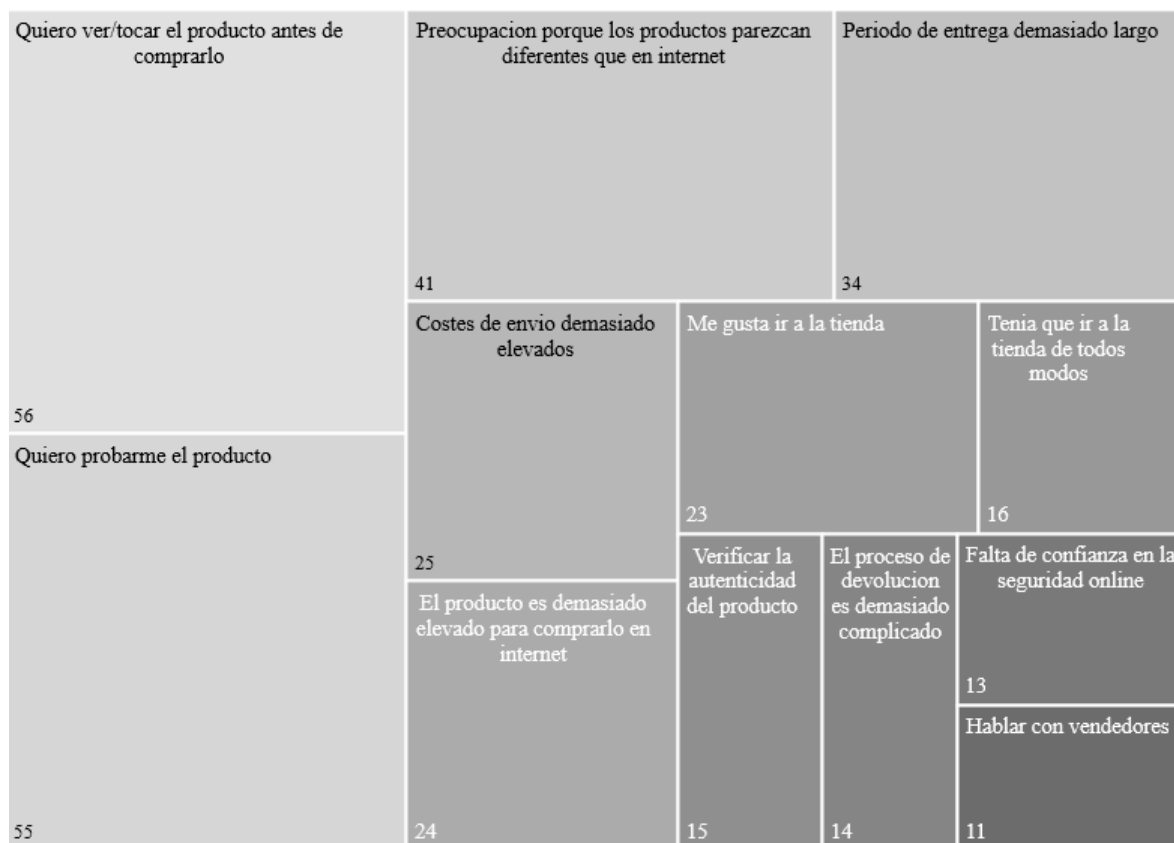 Quiero ver/tocar el producto antes de
comprarlo
56
Quiero probarme el producto
55
Preocupacion porque los productos parezcan
diferentes que en internet
41
Periodo de entrega demasiado largo
34
Costes de envio demasiado
elevados
25
El producto es demasiado
elevado para comprarlo en
internet
24
Me gusta ir a la tienda
23
Tenia que ir a la
tienda de todos
modos
16
Verificar la
autenticidad
del producto
15
El proceso de
devolucion
es demasiado
complicado
14
Falta de confianza en la
seguridad online
13
Hablar con vendedores
11